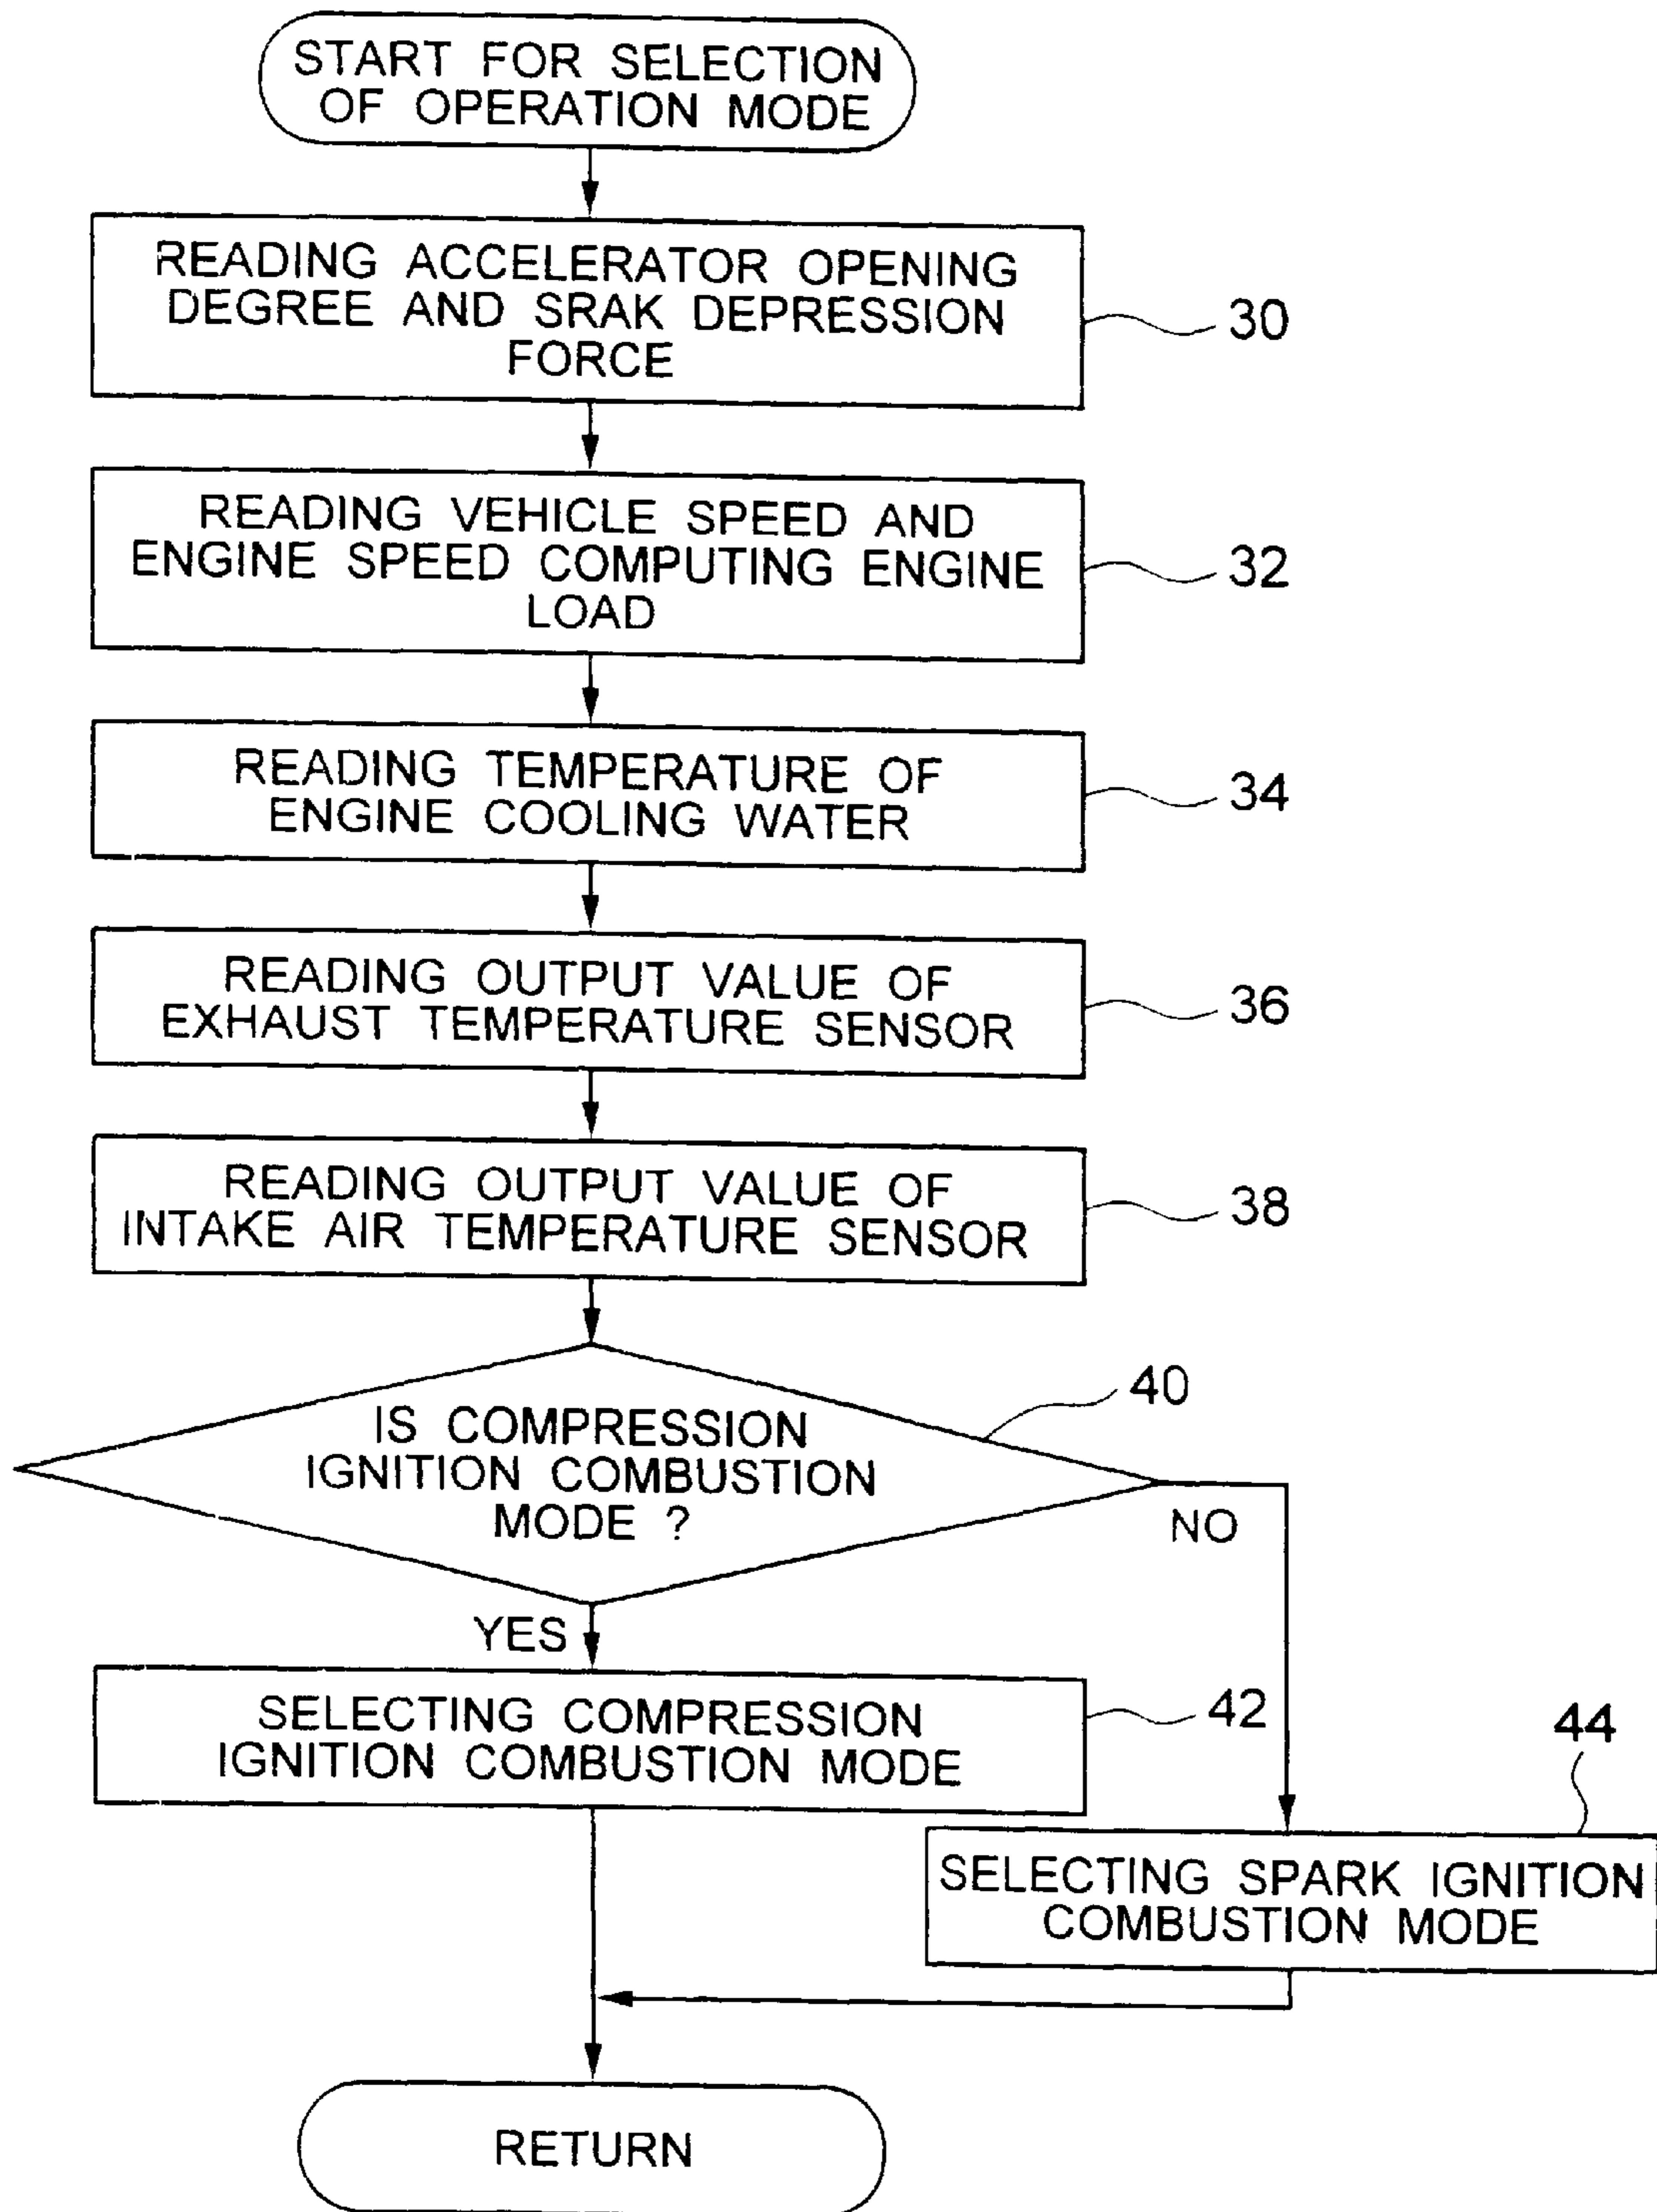 START FOR SELECTION
OF OPERATION MODE
READING ACCELERATOR OPENING
DEGREE AND SRAK DEPRESSION
FORCE
30
READING VEHICLE SPEED AND
ENGINE SPEED COMPUTING ENGINE
LOAD
32
READING TEMPERATURE OF
ENGINE COOLING WATER
34
READING OUTPUT VALUE OF
EXHAUST TEMPERATURE SENSOR
36
READING OUTPUT VALUE OF
INTAKE AIR TEMPERATURE SENSOR
38
IS COMPRESSION
IGNITION COMBUSTION
MODE ?
40
NO
YES
SELECTING COMPRESSION
IGNITION COMBUSTION MODE
42
44
SELECTING SPARK IGNITION
COMBUSTION MODE
RETURN